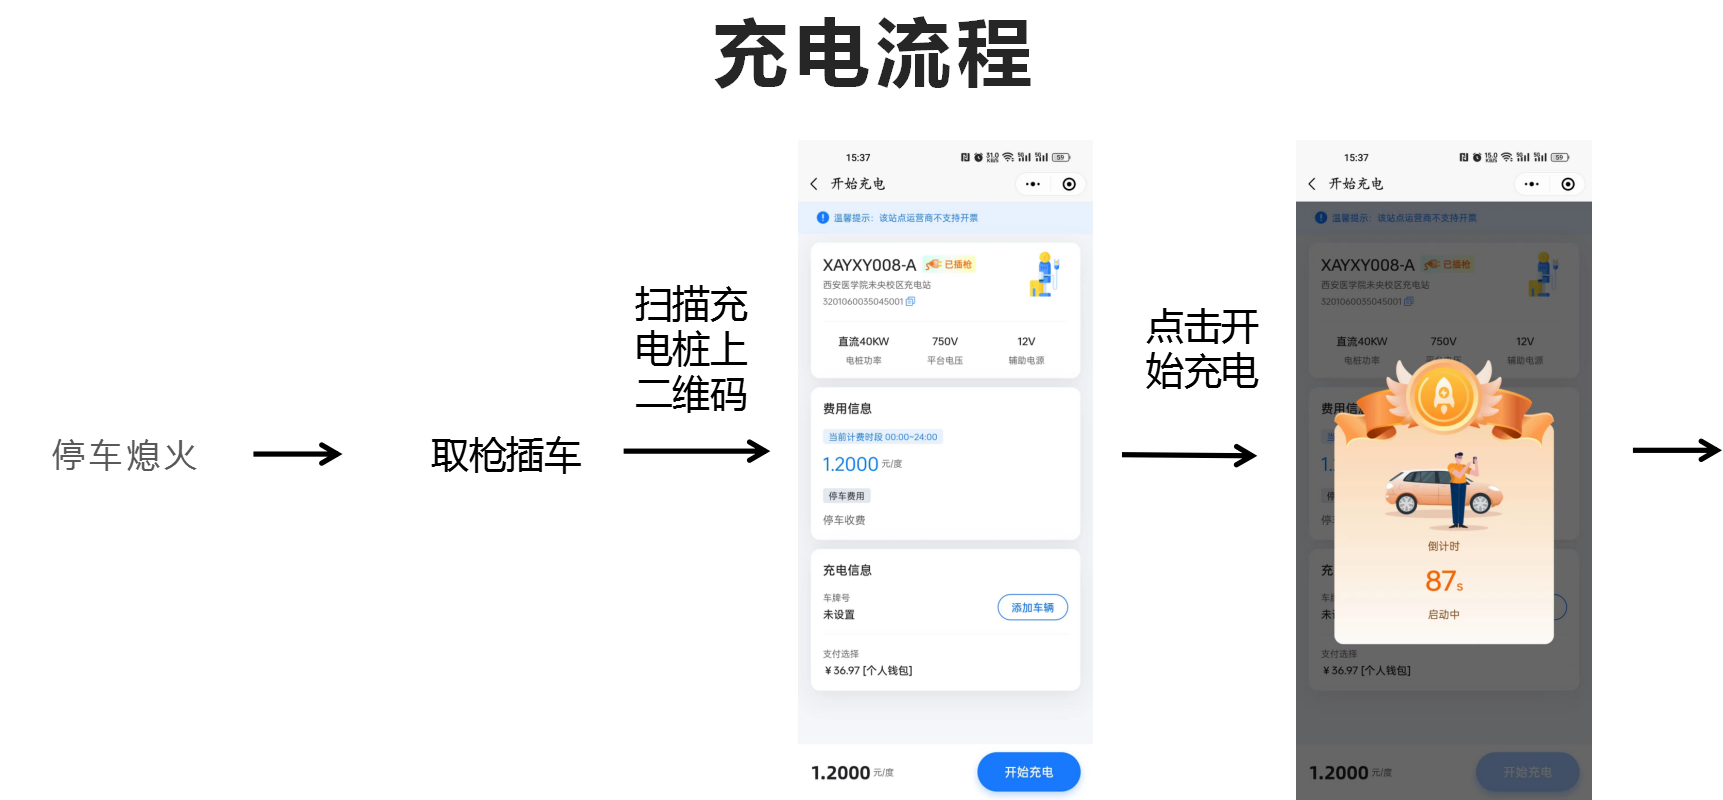 充电流程
停车熄火
取枪插车
扫描充
电桩上
二维码
15:37
59
开始充电
温馨提示：该站点运营商不支持开票
XAYXY008-A 已插枪
西安医学院未央校区充电站
3201060035045001
直流40KW 750V 12V
电桩功率 平台电压 辅助电源
费用信息
当前计费时段 00:00~24:00
1.2000 元/度
停车费用
停车收费
充电信息
车牌号
未设置
添加车辆
支付选择
¥36.97 [个人钱包]
1.2000 元/度
开始充电
点击开
始充电
15:37
59
开始充电
温馨提示：该站点运营商不支持开票
XAYXY008-A 已插枪
西安医学院未央校区充电站
3201060035045001
直流40KW 750V 12V
电桩功率 辅助电源
费用信息
倒计时
87s
启动中
支付选择
¥36.97 [个人钱包]
1.2000 元/度
开始充电